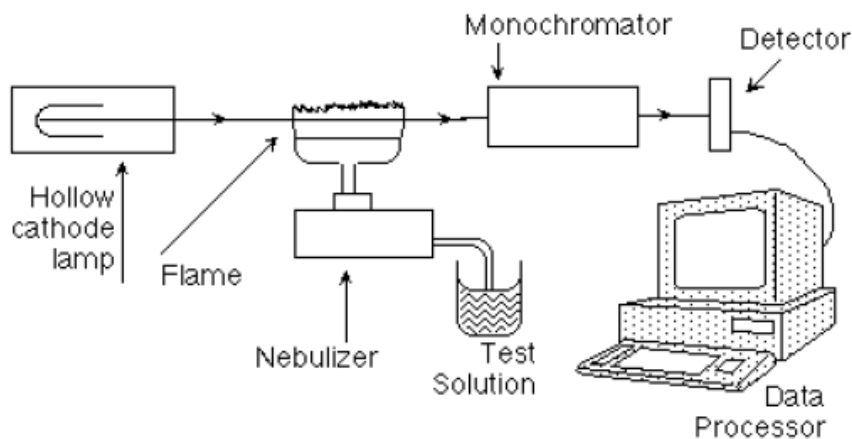 Monochromator
Detector
Hollow
cathode
lamp
Flame
Nebulizer
Test
Solution
Data
Processor